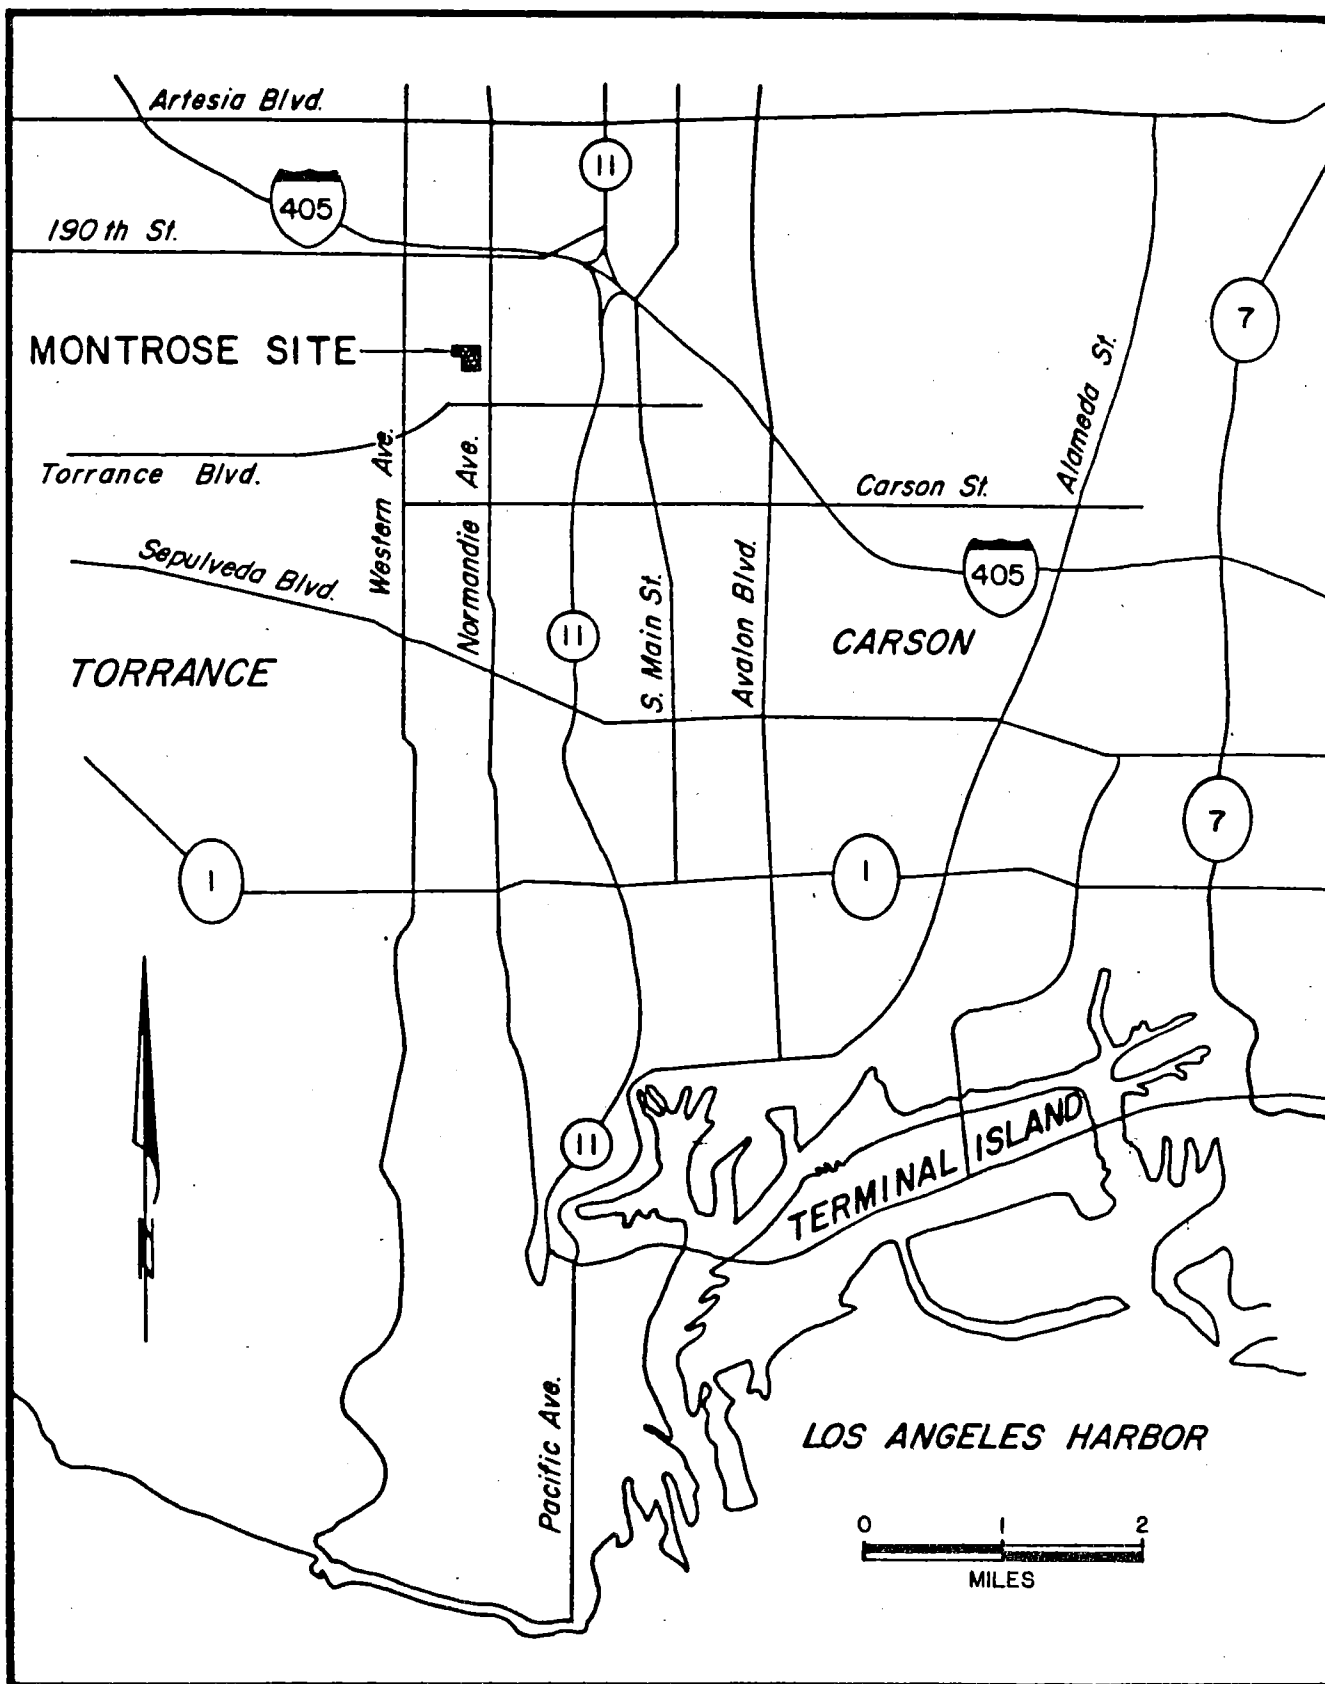 Artesia Blvd.
11
405
190th St.
7
MONTROSE SITE
Alameda St.
Torrance Blvd.
Western Ave.
Normandie Ave.
Carson St.
Sepulveda Blvd.
405
11
S. Main St.
Avalon Blvd.
CARSON
TORRANCE
7
1
1
N
11
TERMINAL ISLAND
Pacific Ave.
LOS ANGELES HARBOR
0 1 2
MILES